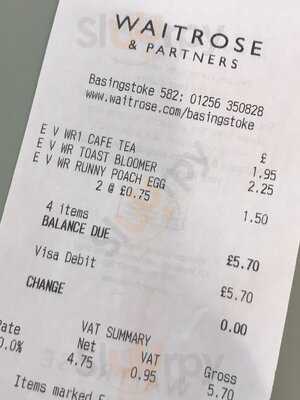 WAITROSE
& PARTNERS
Basingstoke 582: 01256 350828
www.waitrose.com/basingstoke
£
E V WR1 CAFE TEA 1.95
E V WR TOAST BLOOMER 2.25
E V WR RUNNY POACH EGG
2 @ £0.75 1.50
4 items
BALANCE DUE £5.70
Visa Debit £5.70
CHANGE 0.00
VAT SUMMARY
Rate Net VAT Gross
0.0% 4.75 0.95 5.70
Items marked